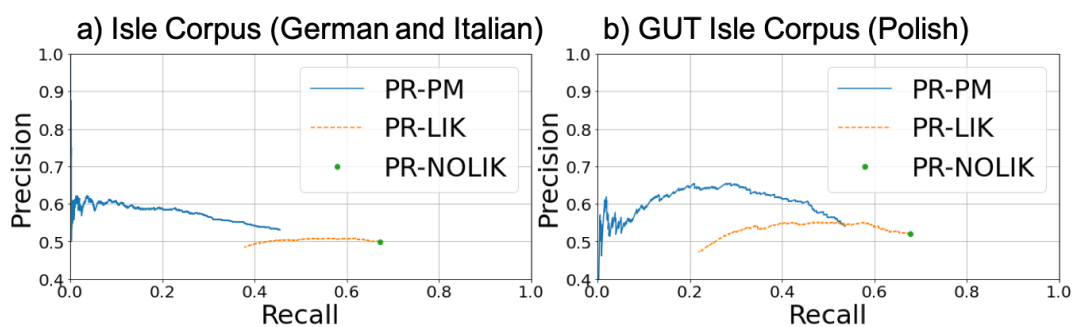 a) Isle Corpus (German and Italian)
1.0
0.9
0.8
0.7
0.6
0.5
0.4
Precision
PR-PM
PR-LIK
PR-NOLIK
0.0 0.2 0.4 0.6 0.8 1.0
Recall
b) GUT Isle Corpus (Polish)
1.0
0.9
0.8
0.7
0.6
0.5
0.4
Precision
PR-PM
PR-LIK
PR-NOLIK
0.0 0.2 0.4 0.6 0.8 1.0
Recall